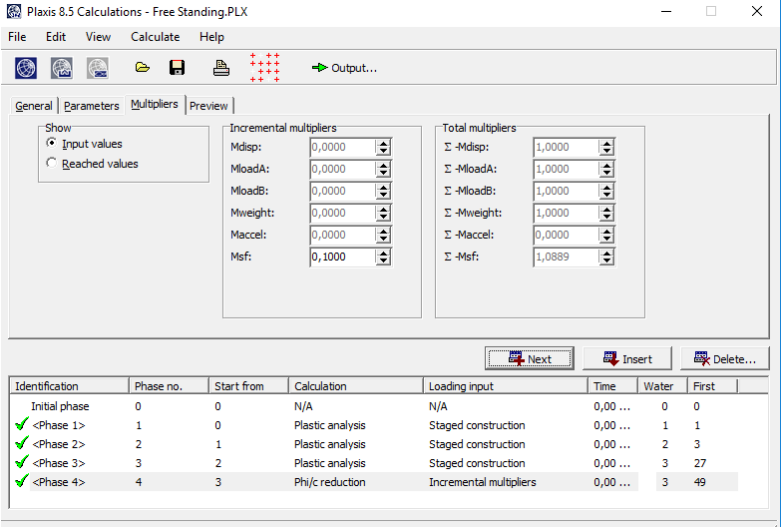 Plaxis 8.5 Calculations - Free Standing.PLX
File Edit View Calculate Help
Output...
General Parameters Multipliers Preview
Show
Input values
Reached values
Incremental multipliers
Mdisp: 0,0000
MloadA: 0,0000
MloadB: 0,0000
Mweight: 0,0000
Maccel: 0,0000
Msf: 0,1000
Total multipliers
Σ -Mdisp: 1,0000
Σ -MloadA: 1,0000
Σ -MloadB: 1,0000
Σ -Mweight: 1,0000
Σ -Maccel: 0,0000
Σ -Msf: 1,0889
Next Insert Delete...
Identification Phase no. Start from Calculation Loading input Time Water First
Initial phase 0 0 N/A N/A 0,00 ... 0 0
<Phase 1> 1 0 Plastic analysis Staged construction 0,00 ... 1 1
<Phase 2> 2 1 Plastic analysis Staged construction 0,00 ... 2 3
<Phase 3> 3 2 Plastic analysis Staged construction 0,00 ... 3 27
<Phase 4> 4 3 Phi/c reduction Incremental multipliers 0,00 ... 3 49